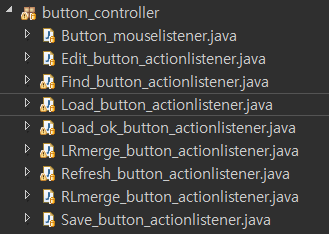 button_controller
Button_mouselistener.java
Edit_button_actionlistener.java
Find_button_actionlistener.java
Load_button_actionlistener.java
Load_ok_button_actionlistener.java
LRmerge_button_actionlistener.java
Refresh_button_actionlistener.java
RLmerge_button_actionlistener.java
Save_button_actionlistener.java